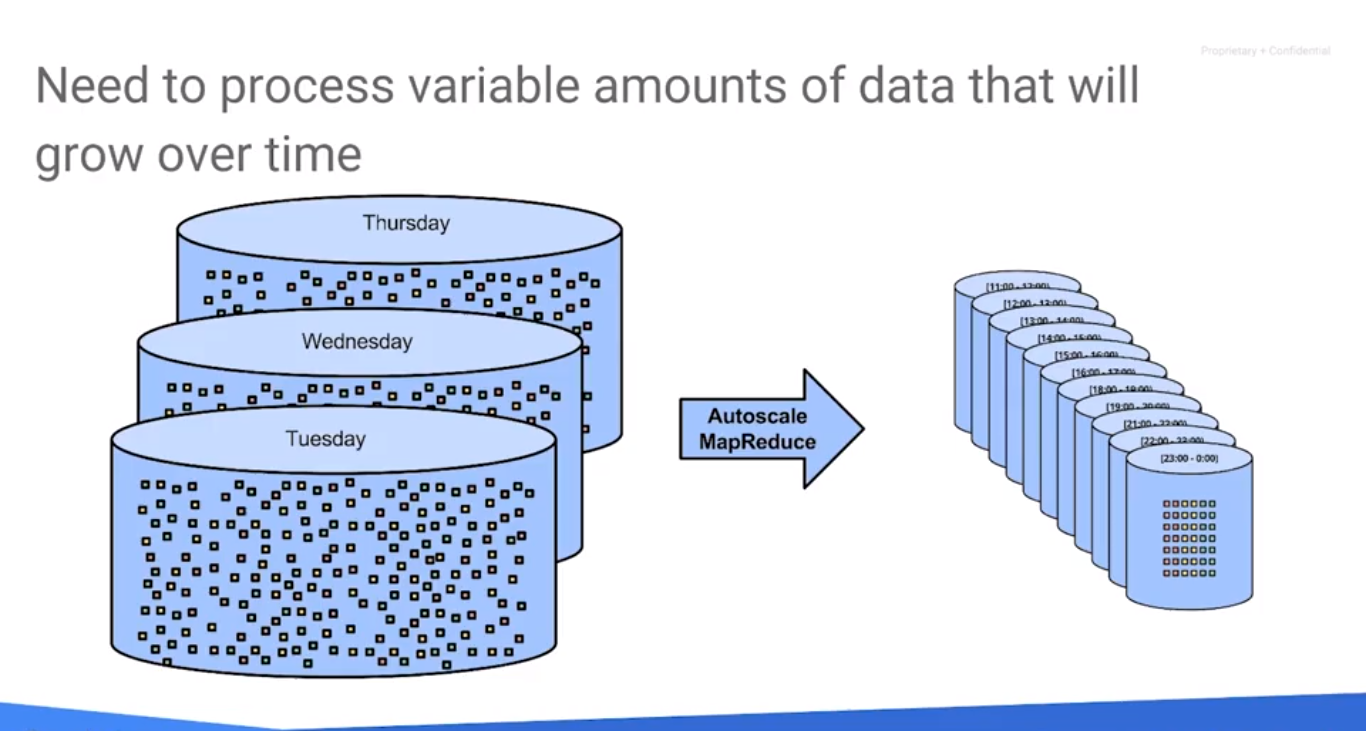 Proprietary + Confidential
Need to process variable amounts of data that will
grow over time
Thursday
Wednesday
Tuesday
Autoscale
MapReduce
[11:00 - 12:00)
[12:00 - 13:00)
[13:00 - 14:00)
[14:00 - 15:00)
[15:00 - 16:00)
[16:00 - 17:00)
[18:00 - 19:00)
[19:00 - 20:00)
[21:00 - 22:00)
[22:00 - 23:00)
[23:00 - 0:00)